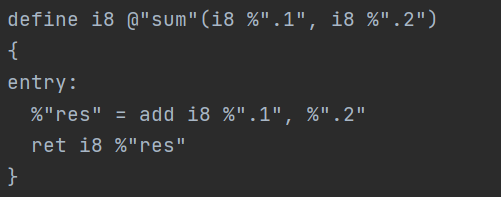 define i8 @"sum"(i8 %".1", i8 %".2")
{
entry:
  %"res" = add i8 %".1", %".2"
  ret i8 %"res"
}